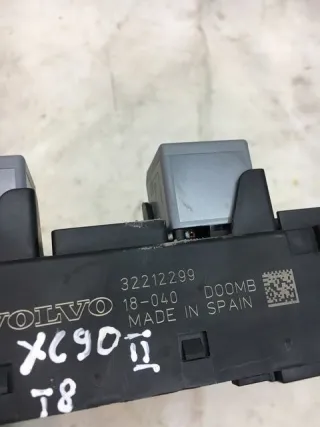 32212299
VOLVO 18-040 D00MB
MADE IN SPAIN
XC90 II
T8